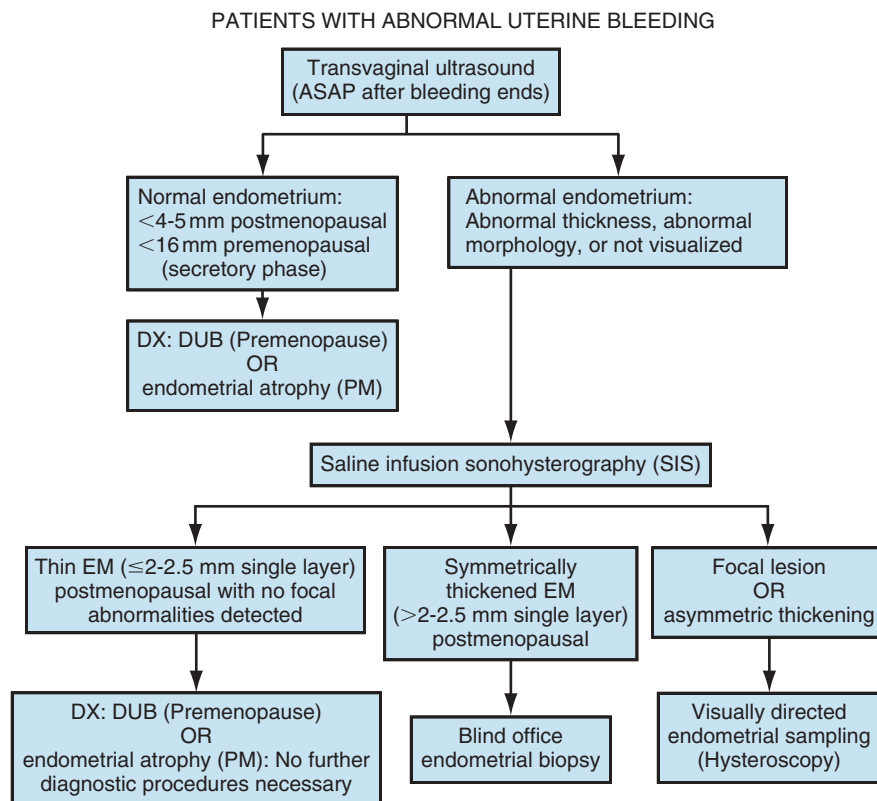 PATIENTS WITH ABNORMAL UTERINE BLEEDING
Transvaginal ultrasound
(ASAP after bleeding ends)
Normal endometrium:
<4-5 mm postmenopausal
<16 mm premenopausal
(secretory phase)
Abnormal endometrium:
Abnormal thickness, abnormal
morphology, or not visualized
DX: DUB (Premenopause)
OR
endometrial atrophy (PM)
Saline infusion sonohysterography (SIS)
Thin EM (≤2-2.5 mm single layer)
postmenopausal with no focal
abnormalities detected
Symmetrically
thickened EM
(>2-2.5 mm single layer)
postmenopausal
Focal lesion
OR
asymmetric thickening
DX: DUB (Premenopause)
OR
endometrial atrophy (PM): No further
diagnostic procedures necessary
Blind office
endometrial biopsy
Visually directed
endometrial sampling
(Hysteroscopy)